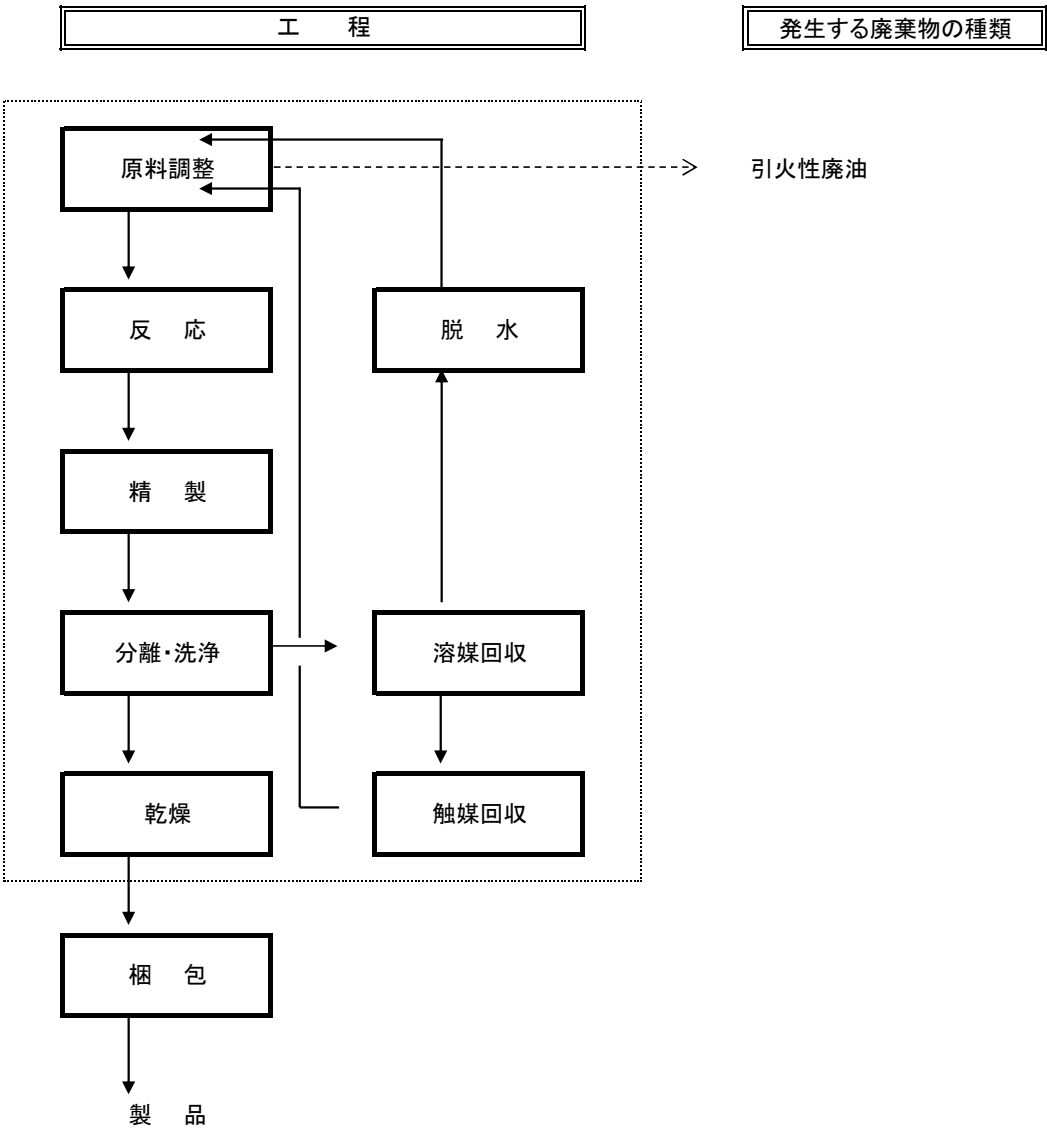 工　程
発生する廃棄物の種類
原料調整
引火性廃油
反　応
脱　水
精　製
分離・洗浄
溶媒回収
乾燥
触媒回収
梱　包
製　品